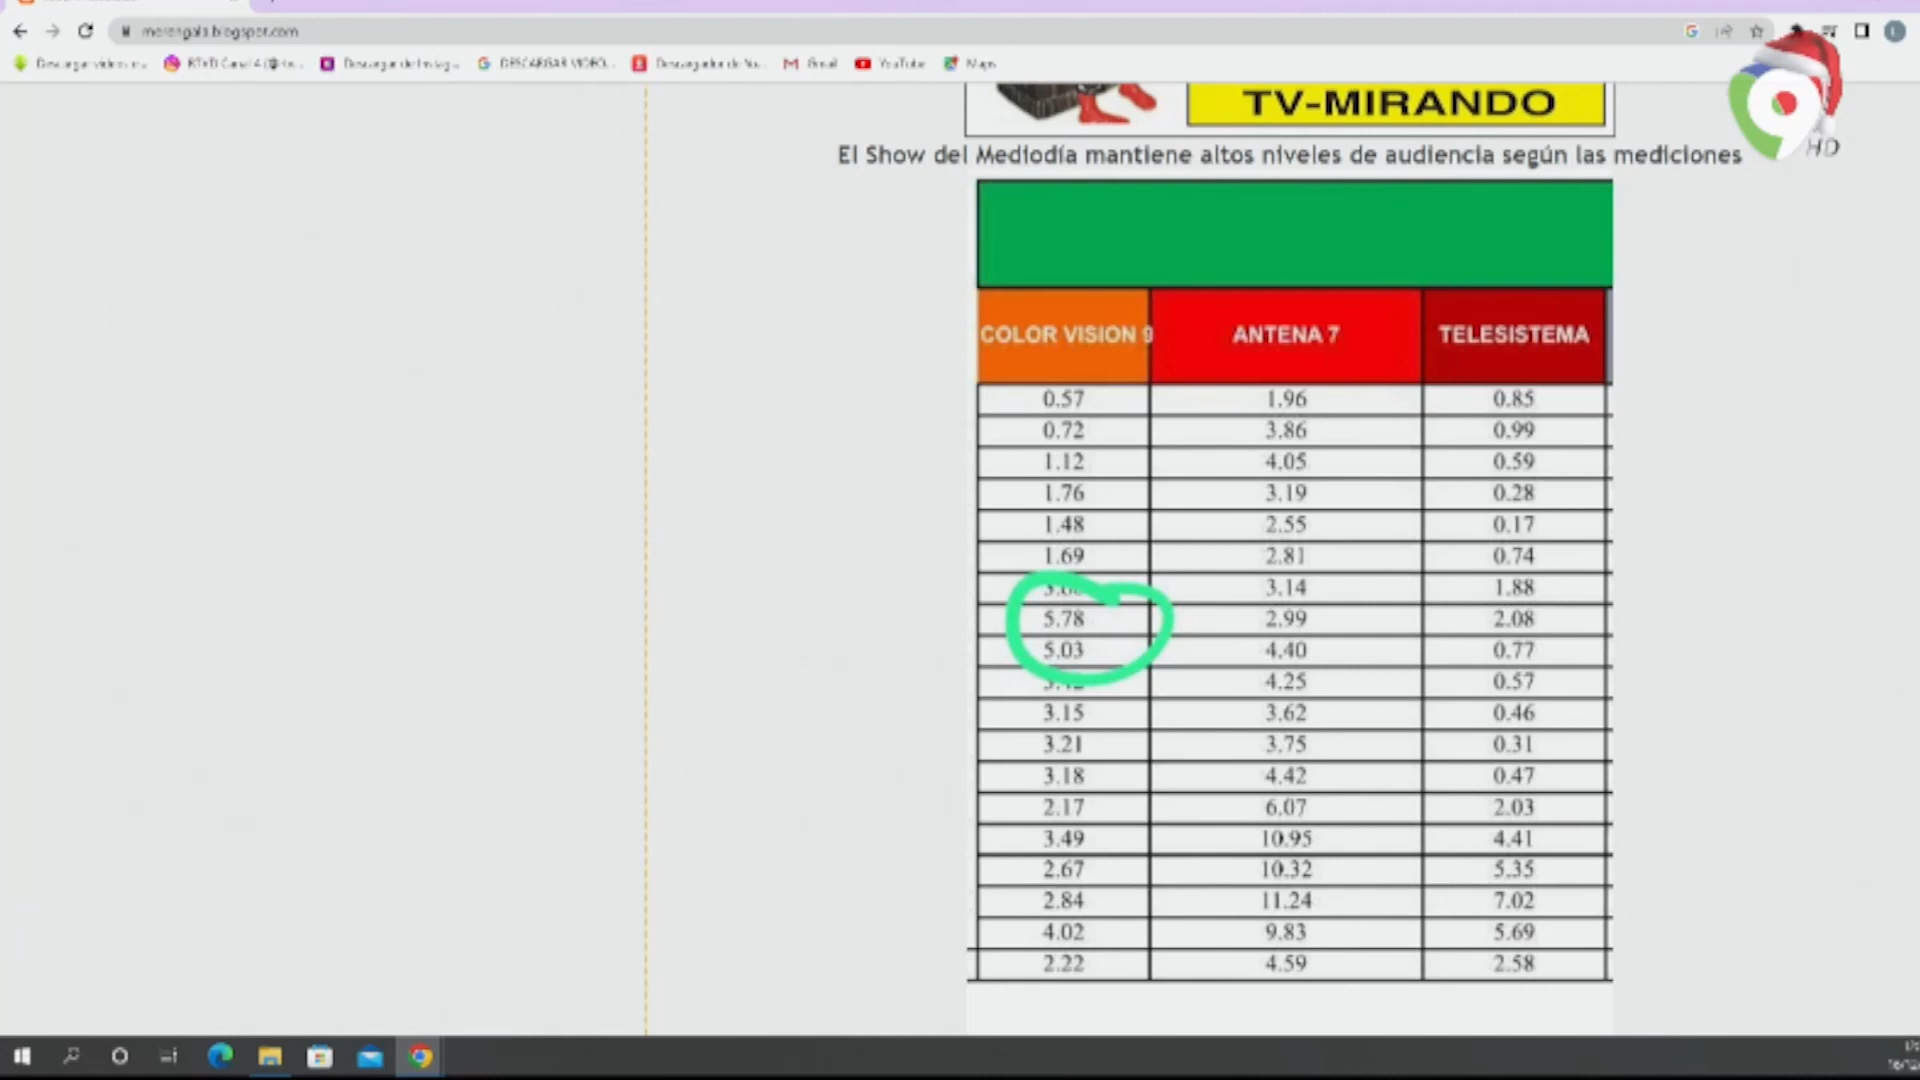 YouTube
Maps
TV-MIRANDO
HD
El Show del Mediodía mantiene altos niveles de audiencia según las mediciones
COLOR VISION 9 ANTENA 7 TELESISTEMA
0.57 1.96 0.85
0.72 3.86 0.99
1.12 4.05 0.59
1.76 3.19 0.28
1.48 2.55 0.17
1.69 2.81 0.74
3.14 1.88
5.78 2.99 2.08
5.03 4.40 0.77
4.25 0.57
3.15 3.62 0.46
3.21 3.75 0.31
3.18 4.42 0.47
2.17 6.07 2.03
3.49 10.95 4.41
2.67 10.32 5.35
2.84 11.24 7.02
4.02 9.83 5.69
2.22 4.59 2.58